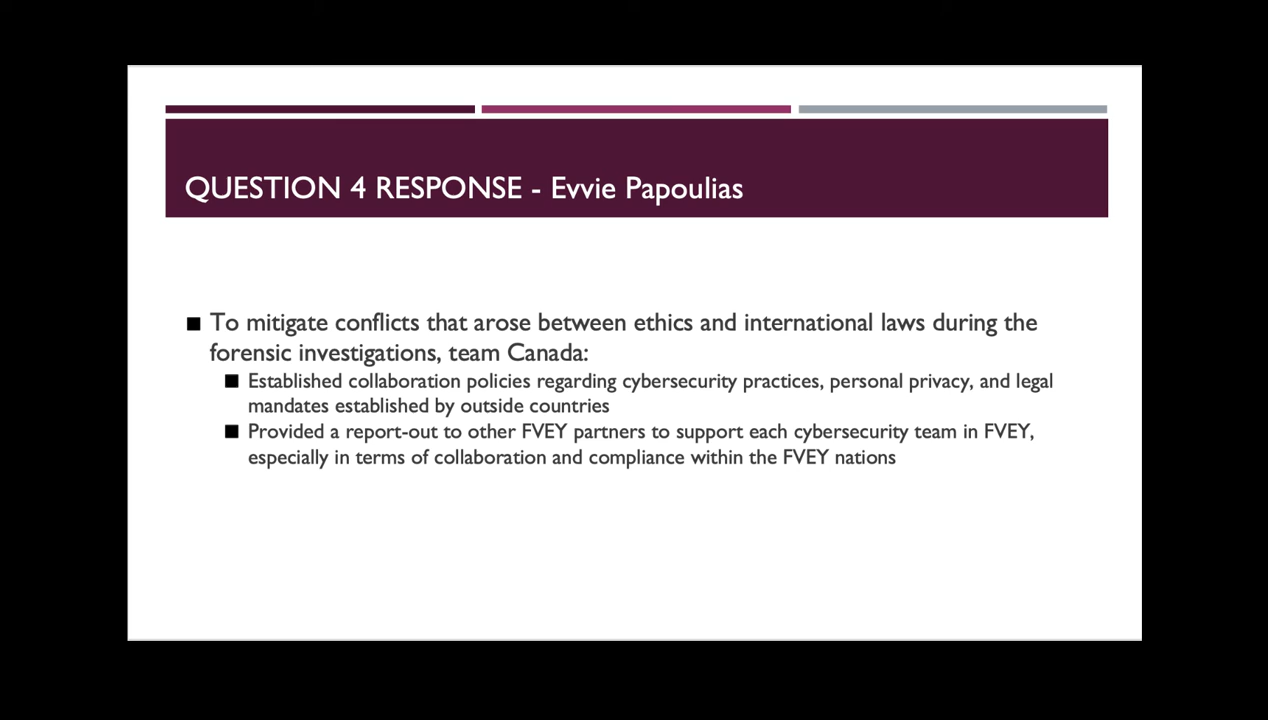 QUESTION 4 RESPONSE - Evvie Papoulias
To mitigate conflicts that arose between ethics and international laws during the
forensic investigations, team Canada:
Established collaboration policies regarding cybersecurity practices, personal privacy, and legal
mandates established by outside countries
Provided a report-out to other FVEY partners to support each cybersecurity team in FVEY,
especially in terms of collaboration and compliance within the FVEY nations